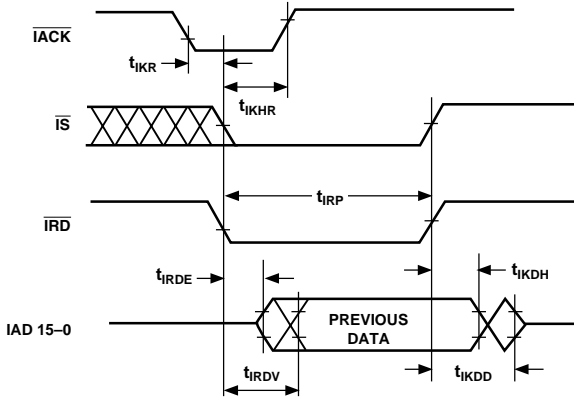 IACK
tIKR
tIKHR
IS
tIRP
IRD
tIRDE
tIKDH
IAD 15–0
PREVIOUS
DATA
tIKDD
tIRDV